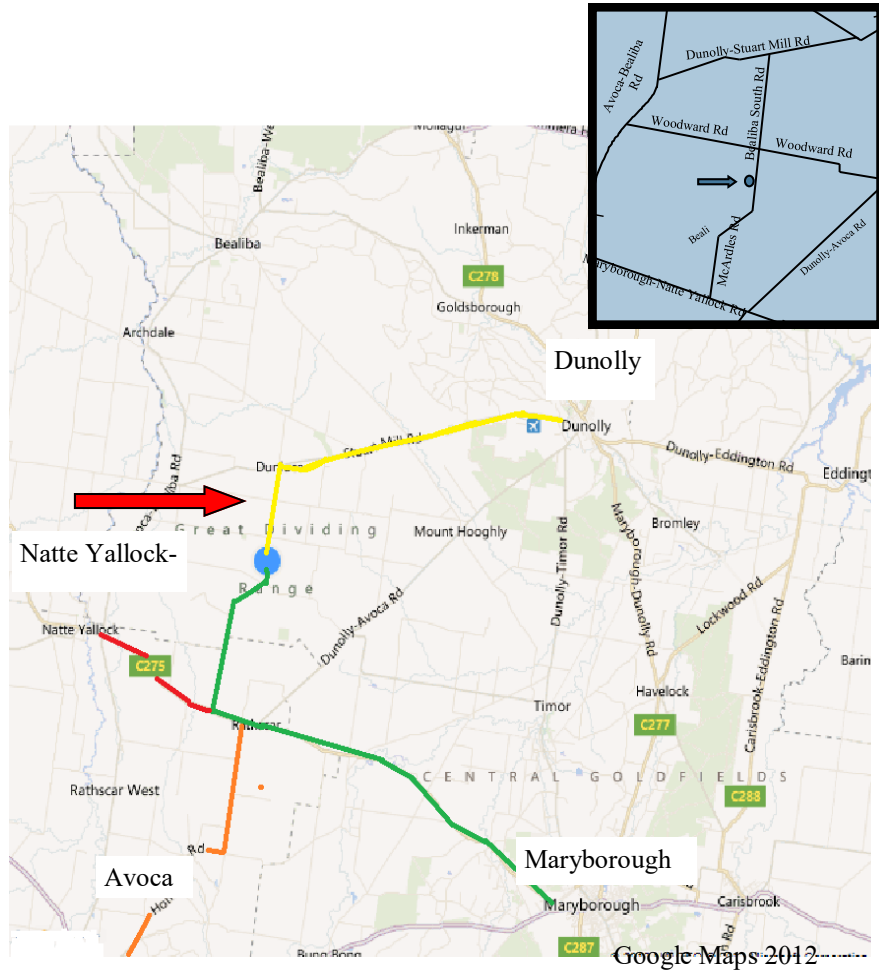 Dunolly-Stuart Mill Rd
Avoca-Bealiba
Rd
Bealiba South Rd
Woodward Rd
Woodward Rd
Beali
McArdles Rd
Dunolly-Avoca Rd
Maryborough-Natte Yallock Rd
Bealiba
Inkerman
C278
Goldsborough
Archdale
Dunolly
Dunolly
Stuart Mill Rd
Dunolly-Eddington Rd
Eddingt
Great Dividing
Range
Mount Hooghly
Bromley
Natte Yallock-
Dunolly-Timor Rd
Maryborough-Dunolly Rd
Lockwood Rd
Dunolly-Avoca Rd
Natte Yallock
C275
Carisbrook-Eddington Rd
Barin
Havelock
Timor
C277
Rathscar
CENTRAL GOLDFIELDS
Rathscar West
C288
Rd
Maryborough
Avoca
Maryborough
Carisbrook
C287
Bung Bong
Google Maps 2012